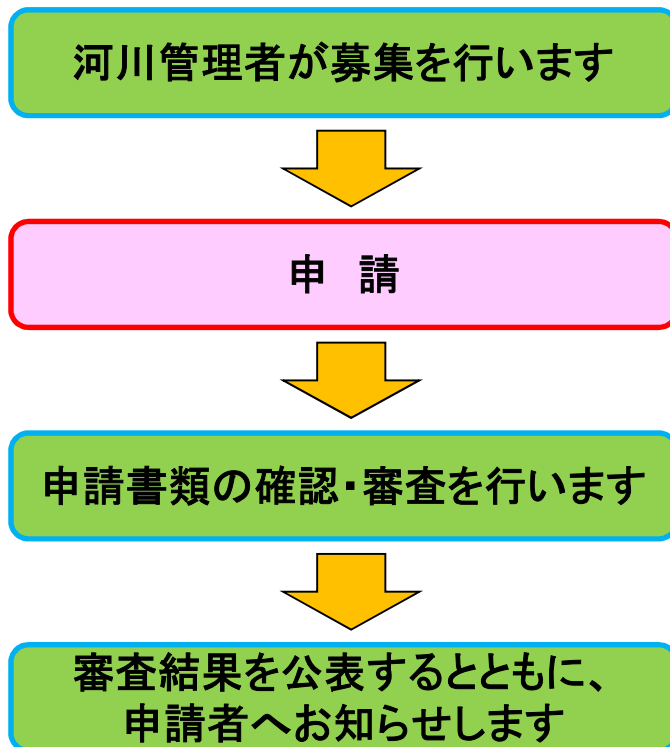 河川管理者が募集を行います
申　請
申請書類の確認・審査を行います
審査結果を公表するとともに、
申請者へお知らせします